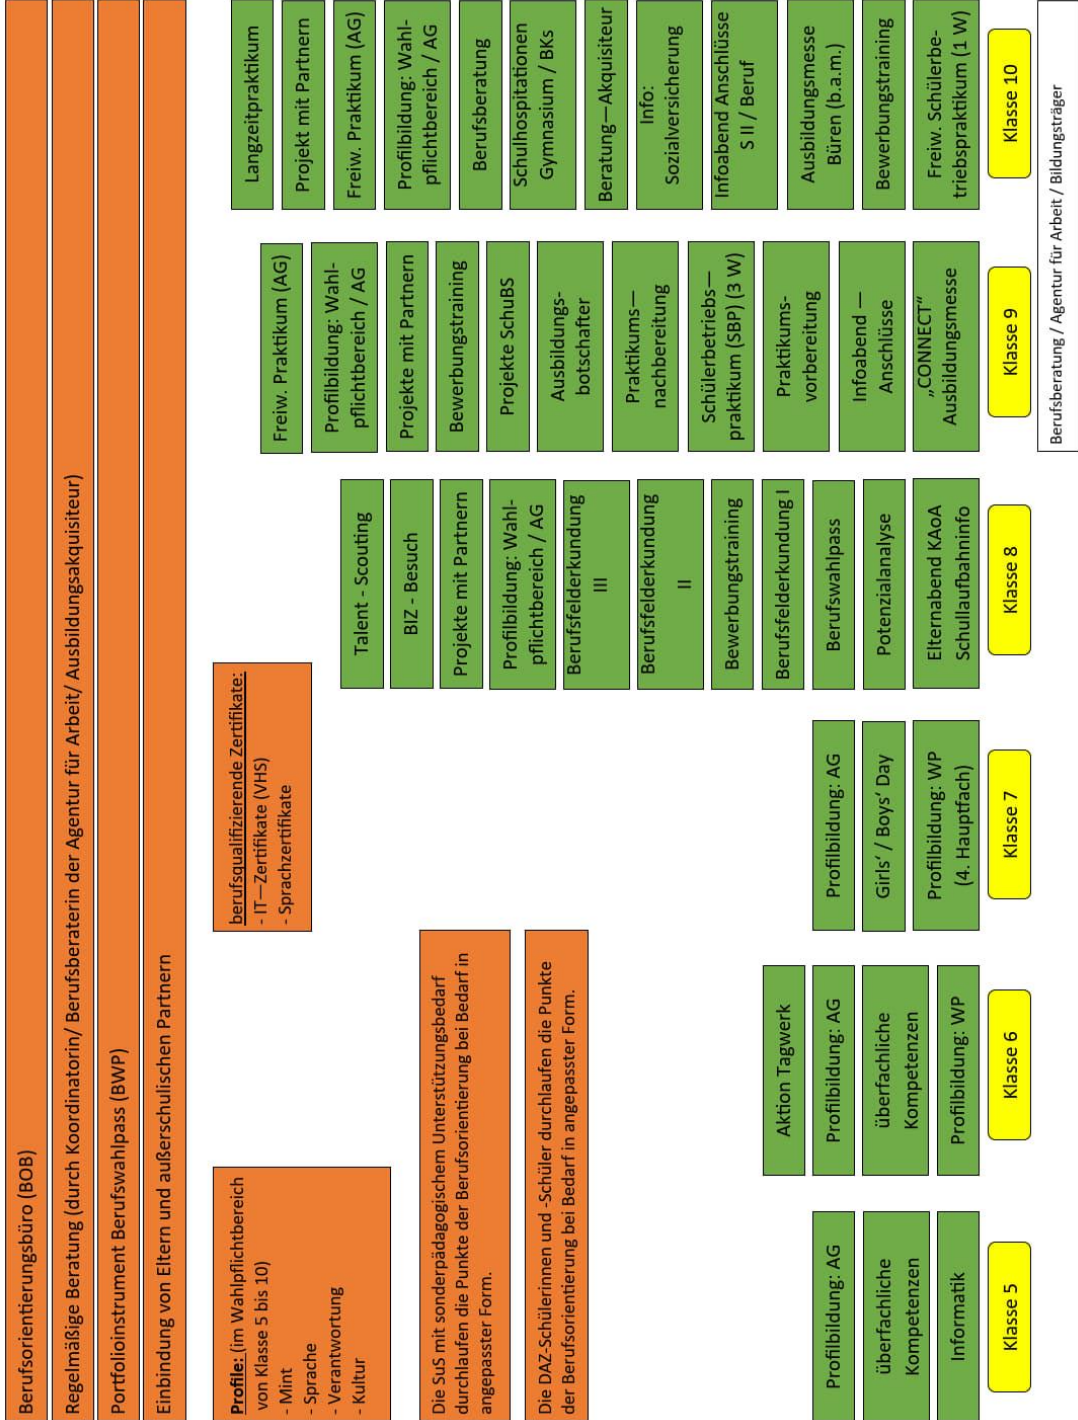 Berufsorientierungsbüro (BOB)
Regelmäßige Beratung (durch Koordinatorin/ Berufsberaterin der Agentur für Arbeit/ Ausbildungsakquisiteur)
Portfolioinstrument Berufswahlpass (BWP)
Einbindung von Eltern und außerschulischen Partnern
Profile: (im Wahlpflichtbereich
von Klasse 5 bis 10)
- Mint
- Sprache
- Verantwortung
- Kultur
berufsqualifizierende Zertifikate:
- IT—Zertifikate (VHS)
- Sprachzertifikate
Die SuS mit sonderpädagogischem Unterstützungsbedarf
durchlaufen die Punkte der Berufsorientierung bei Bedarf in
angepasster Form.
Die DAZ-Schülerinnen und -Schüler durchlaufen die Punkte
der Berufsorientierung bei Bedarf in angepasster Form.
Profilbildung: AG
überfachliche
Kompetenzen
Informatik
Klasse 5
Aktion Tagwerk
Profilbildung: AG
überfachliche
Kompetenzen
Profilbildung: WP
Klasse 6
Profilbildung: AG
Girls‘ / Boys‘ Day
Profilbildung: WP
(4. Hauptfach)
Klasse 7
Talent - Scouting
BIZ - Besuch
Projekte mit Partnern
Profilbildung: Wahl-
pflichtbereich / AG
Berufsfelderkundung
III
Berufsfelderkundung
II
Bewerbungstraining
Berufsfelderkundung I
Berufswahlpass
Potenzialanalyse
Elternabend KAoA
Schullaufbahninfo
Klasse 8
Freiw. Praktikum (AG)
Profilbildung: Wahl-
pflichtbereich / AG
Projekte mit Partnern
Bewerbungstraining
Projekte SchuBS
Ausbildungs-
botschafter
Praktikums—
nachbereitung
Schülerbetriebs—
praktikum (SBP) (3 W)
Praktikums-
vorbereitung
Infoabend —
Anschlüsse
„CONNECT“
Ausbildungsmesse
Klasse 9
Langzeitpraktikum
Projekt mit Partnern
Freiw. Praktikum (AG)
Profilbildung: Wahl-
pflichtbereich / AG
Berufsberatung
Schulhospitationen
Gymnasium / BKs
Beratung—Akquisiteur
Info:
Sozialversicherung
Infoabend Anschlüsse
S II / Beruf
Ausbildungsmesse
Büren (b.a.m.)
Bewerbungstraining
Freiw. Schülerbe-
triebspraktikum (1 W)
Klasse 10
Berufsberatung / Agentur für Arbeit / Bildungsträger